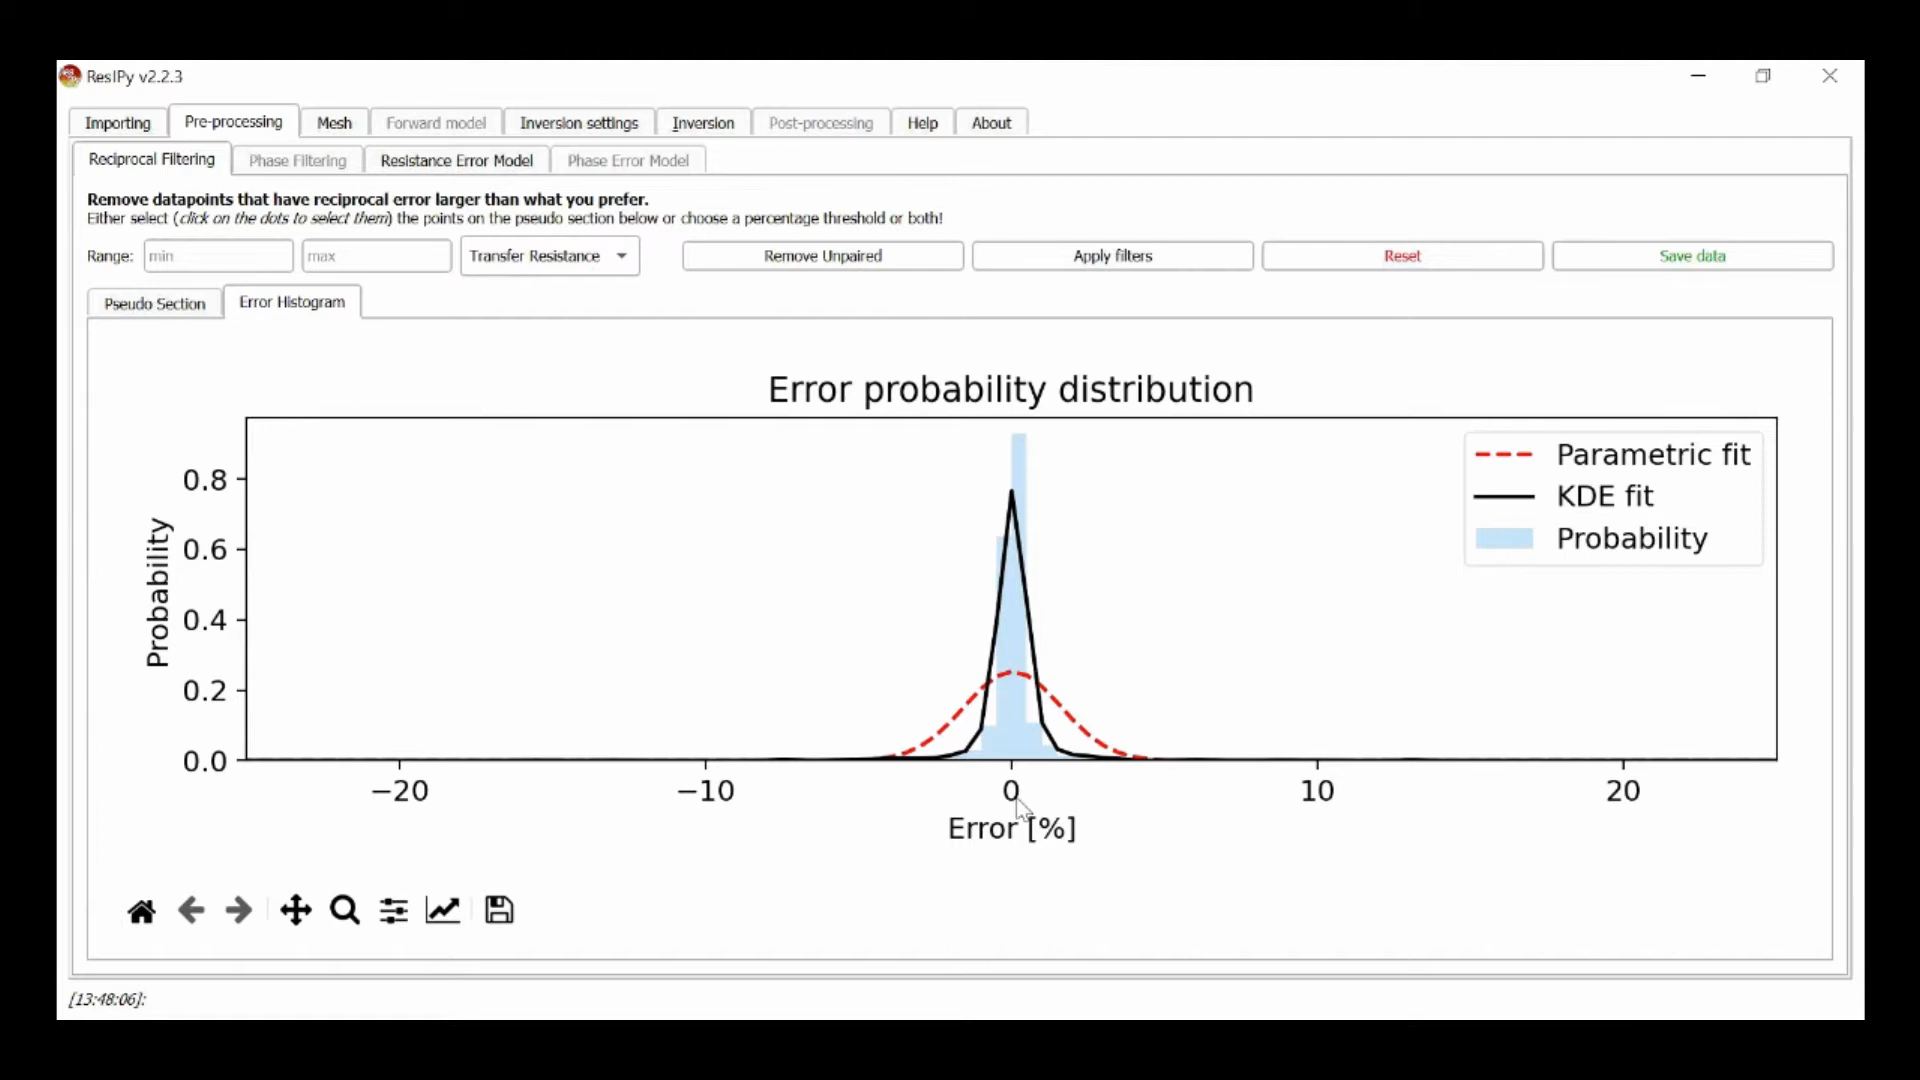 ResIPy v2.2.3
Importing Pre-processing Mesh Forward model Inversion settings Inversion Post-processing Help About
Reciprocal Filtering Phase Filtering Resistance Error Model Phase Error Model
Remove datapoints that have reciprocal error larger than what you prefer.
Either select (click on the dots to select them) the points on the pseudo section below or choose a percentage threshold or both!
Range: min max Transfer Resistance Remove Unpaired Apply filters Reset Save data
Pseudo Section Error Histogram
Error probability distribution
Parametric fit
KDE fit
Probability
Probability
0.8
0.6
0.4
0.2
0.0
−20 −10 0 10 20
Error [%]
[13:48:06]: